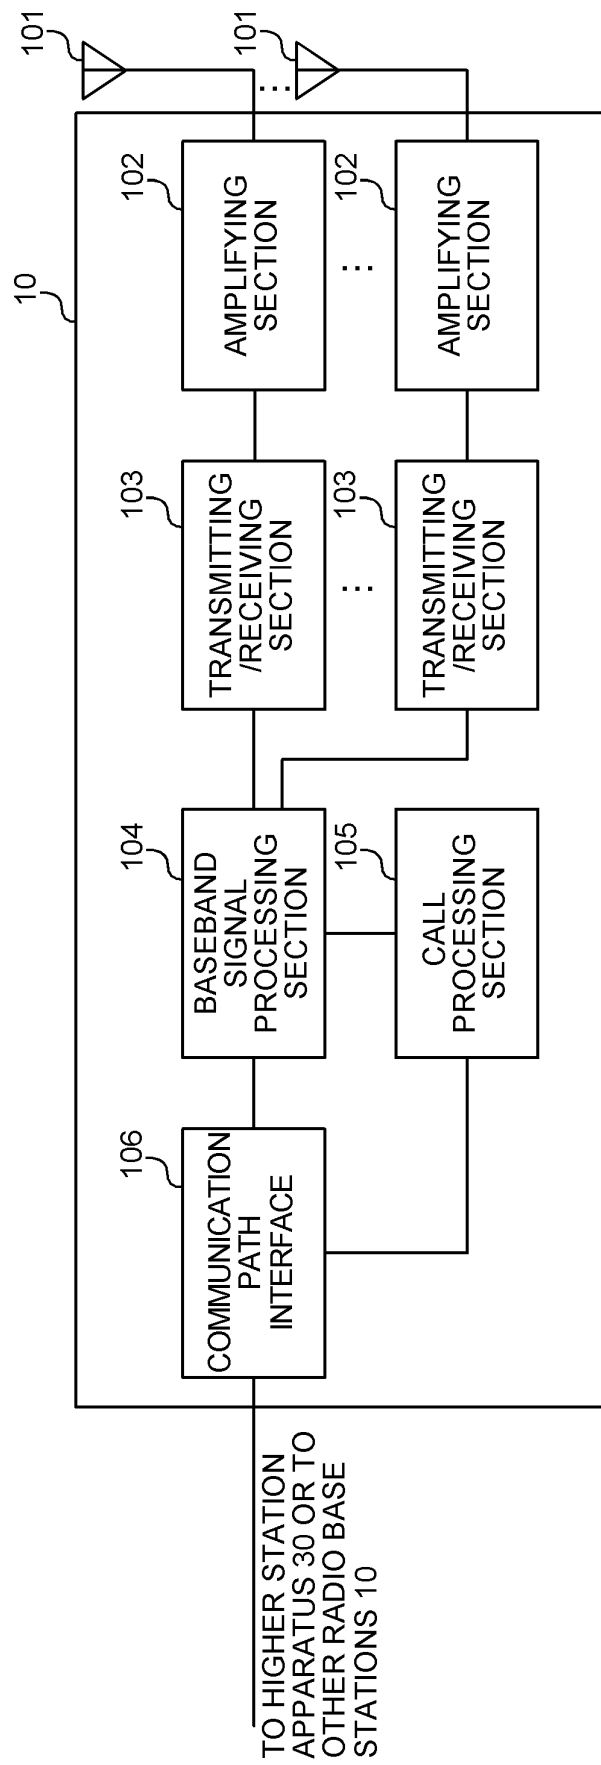 10
101
101
...
102
AMPLIFYING
SECTION
...
102
AMPLIFYING
SECTION
103
TRANSMITTING
/RECEIVING
SECTION
...
103
TRANSMITTING
/RECEIVING
SECTION
104
BASEBAND
SIGNAL
PROCESSING
SECTION
105
CALL
PROCESSING
SECTION
106
COMMUNICATION
PATH
INTERFACE
TO HIGHER STATION
APPARATUS 30 OR TO
OTHER RADIO BASE
STATIONS 10